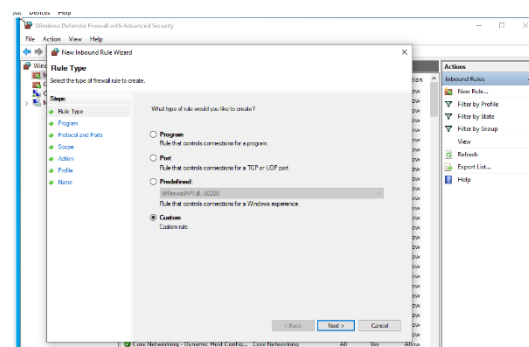 Devices Help
Windows Defender Firewall with Advanced Security
File Action View Help
New Inbound Rule Wizard
Rule Type
Select the type of firewall rule to create.
Steps:
Rule Type
Program
Protocol and Ports
Scope
Action
Profile
Name
What type of rule would you like to create?
Program
Rule that controls connections for a program.
Port
Rule that controls connections for a TCP or UDP port.
Predefined:
@FirewallAPI.dll,-60200
Rule that controls connections for a Windows experience.
Custom
Custom rule.
< Back Next > Cancel
Actions
Inbound Rules
New Rule...
Filter by Profile
Filter by State
Filter by Group
View
Refresh
Export List...
Help
Core Networking - Dynamic Host Config... Core Networking All Yes Allow